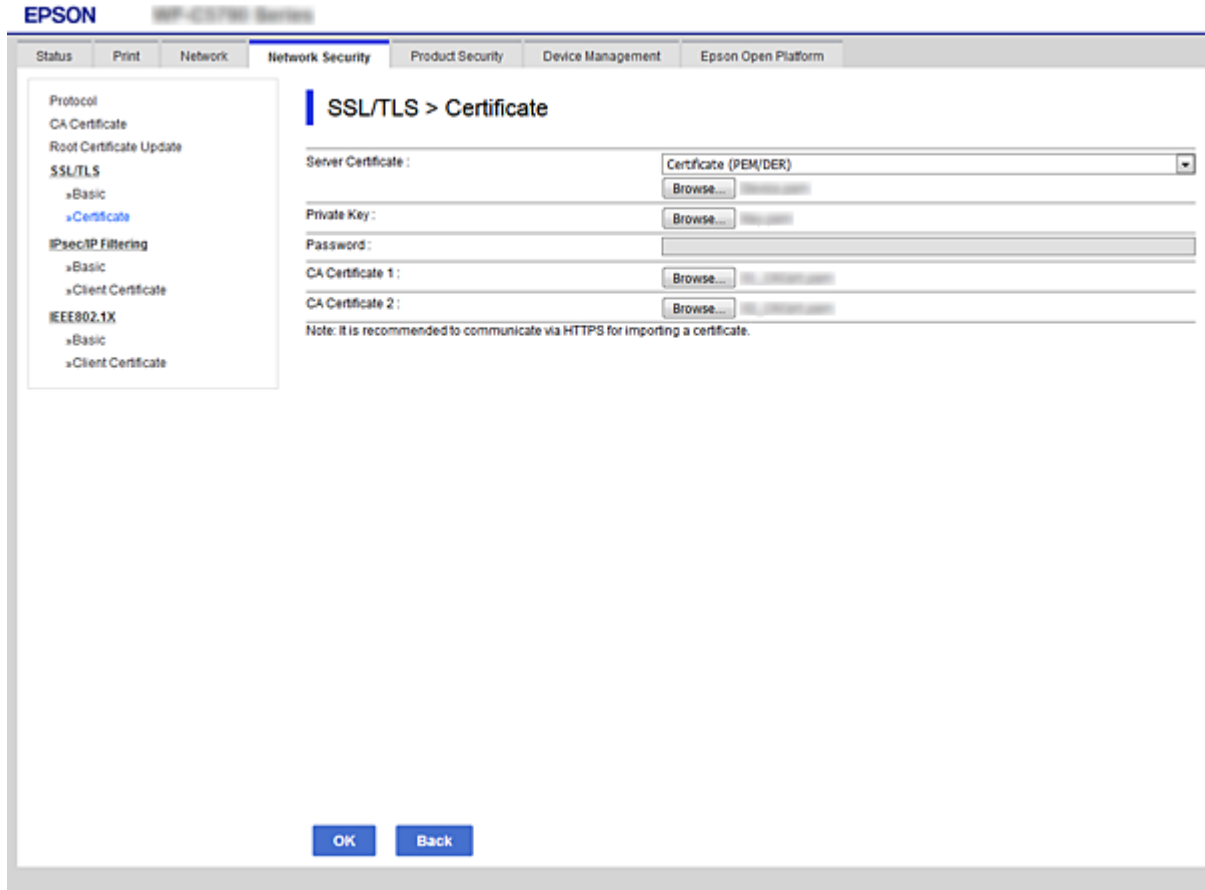 EPSON
Status Print Network Network Security Product Security Device Management Epson Open Platform
Protocol
CA Certificate
Root Certificate Update
SSL/TLS
»Basic
»Certificate
IPsec/IP Filtering
»Basic
»Client Certificate
IEEE802.1X
»Basic
»Client Certificate
SSL/TLS > Certificate
Server Certificate :
Certificate (PEM/DER)
Browse...
Private Key :
Browse...
Password :
CA Certificate 1 :
Browse...
CA Certificate 2 :
Browse...
Note: It is recommended to communicate via HTTPS for importing a certificate.
OK Back